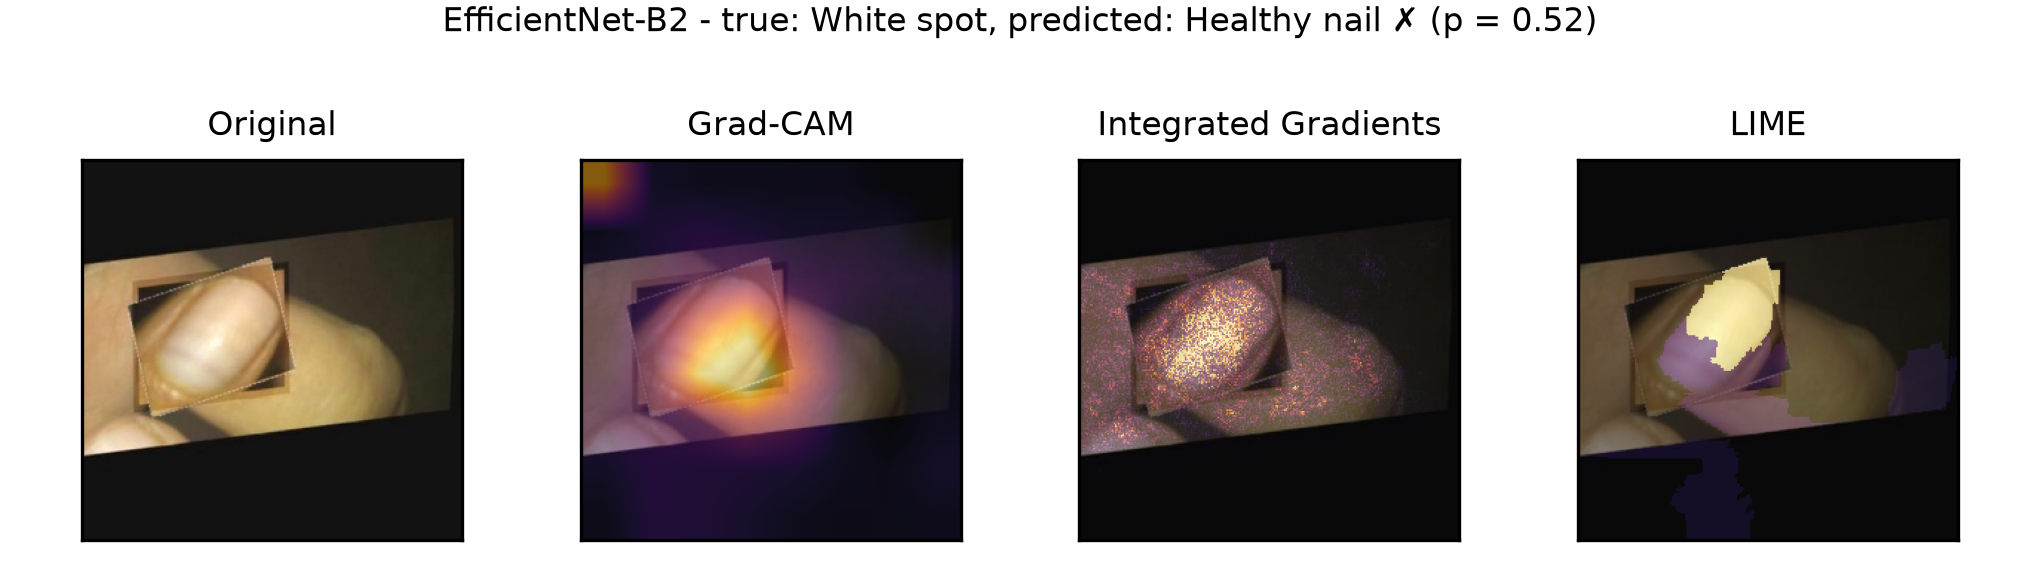 EfficientNet-B2 - true: White spot, predicted: Healthy nail ✗ (p = 0.52)
Original
Grad-CAM
Integrated Gradients
LIME